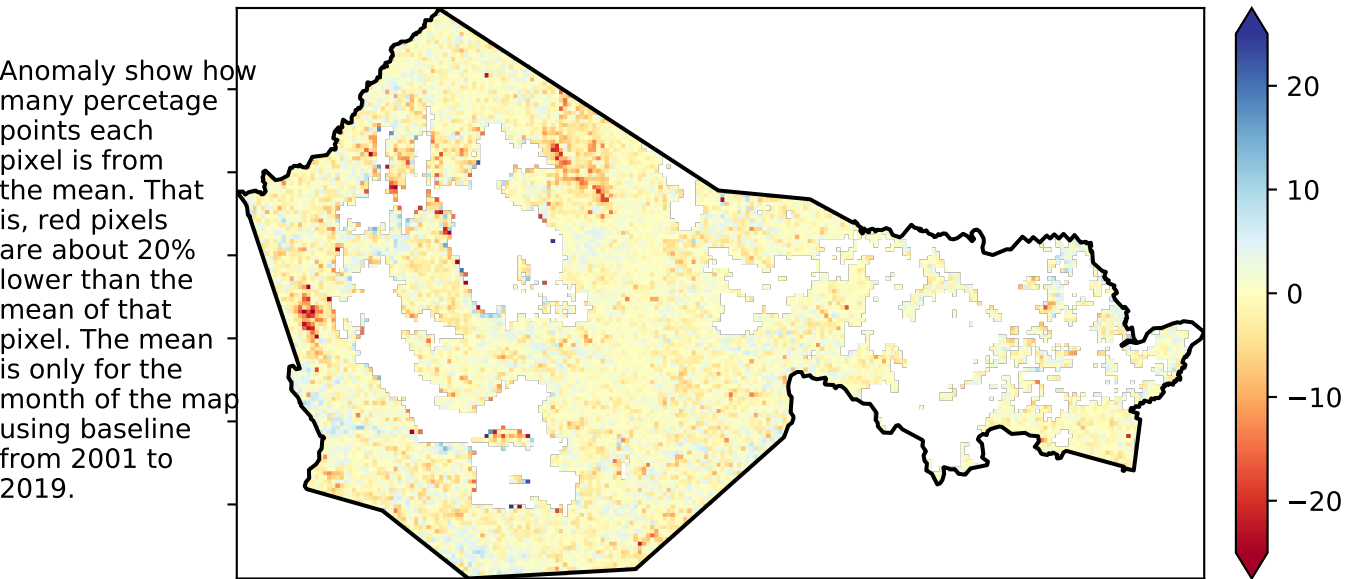 Anomaly show how
many percetage
points each
pixel is from
the mean. That
is, red pixels
are about 20%
lower than the
mean of that
pixel. The mean
is only for the
month of the map
using baseline
from 2001 to
2019.
20
10
0
−10
−20